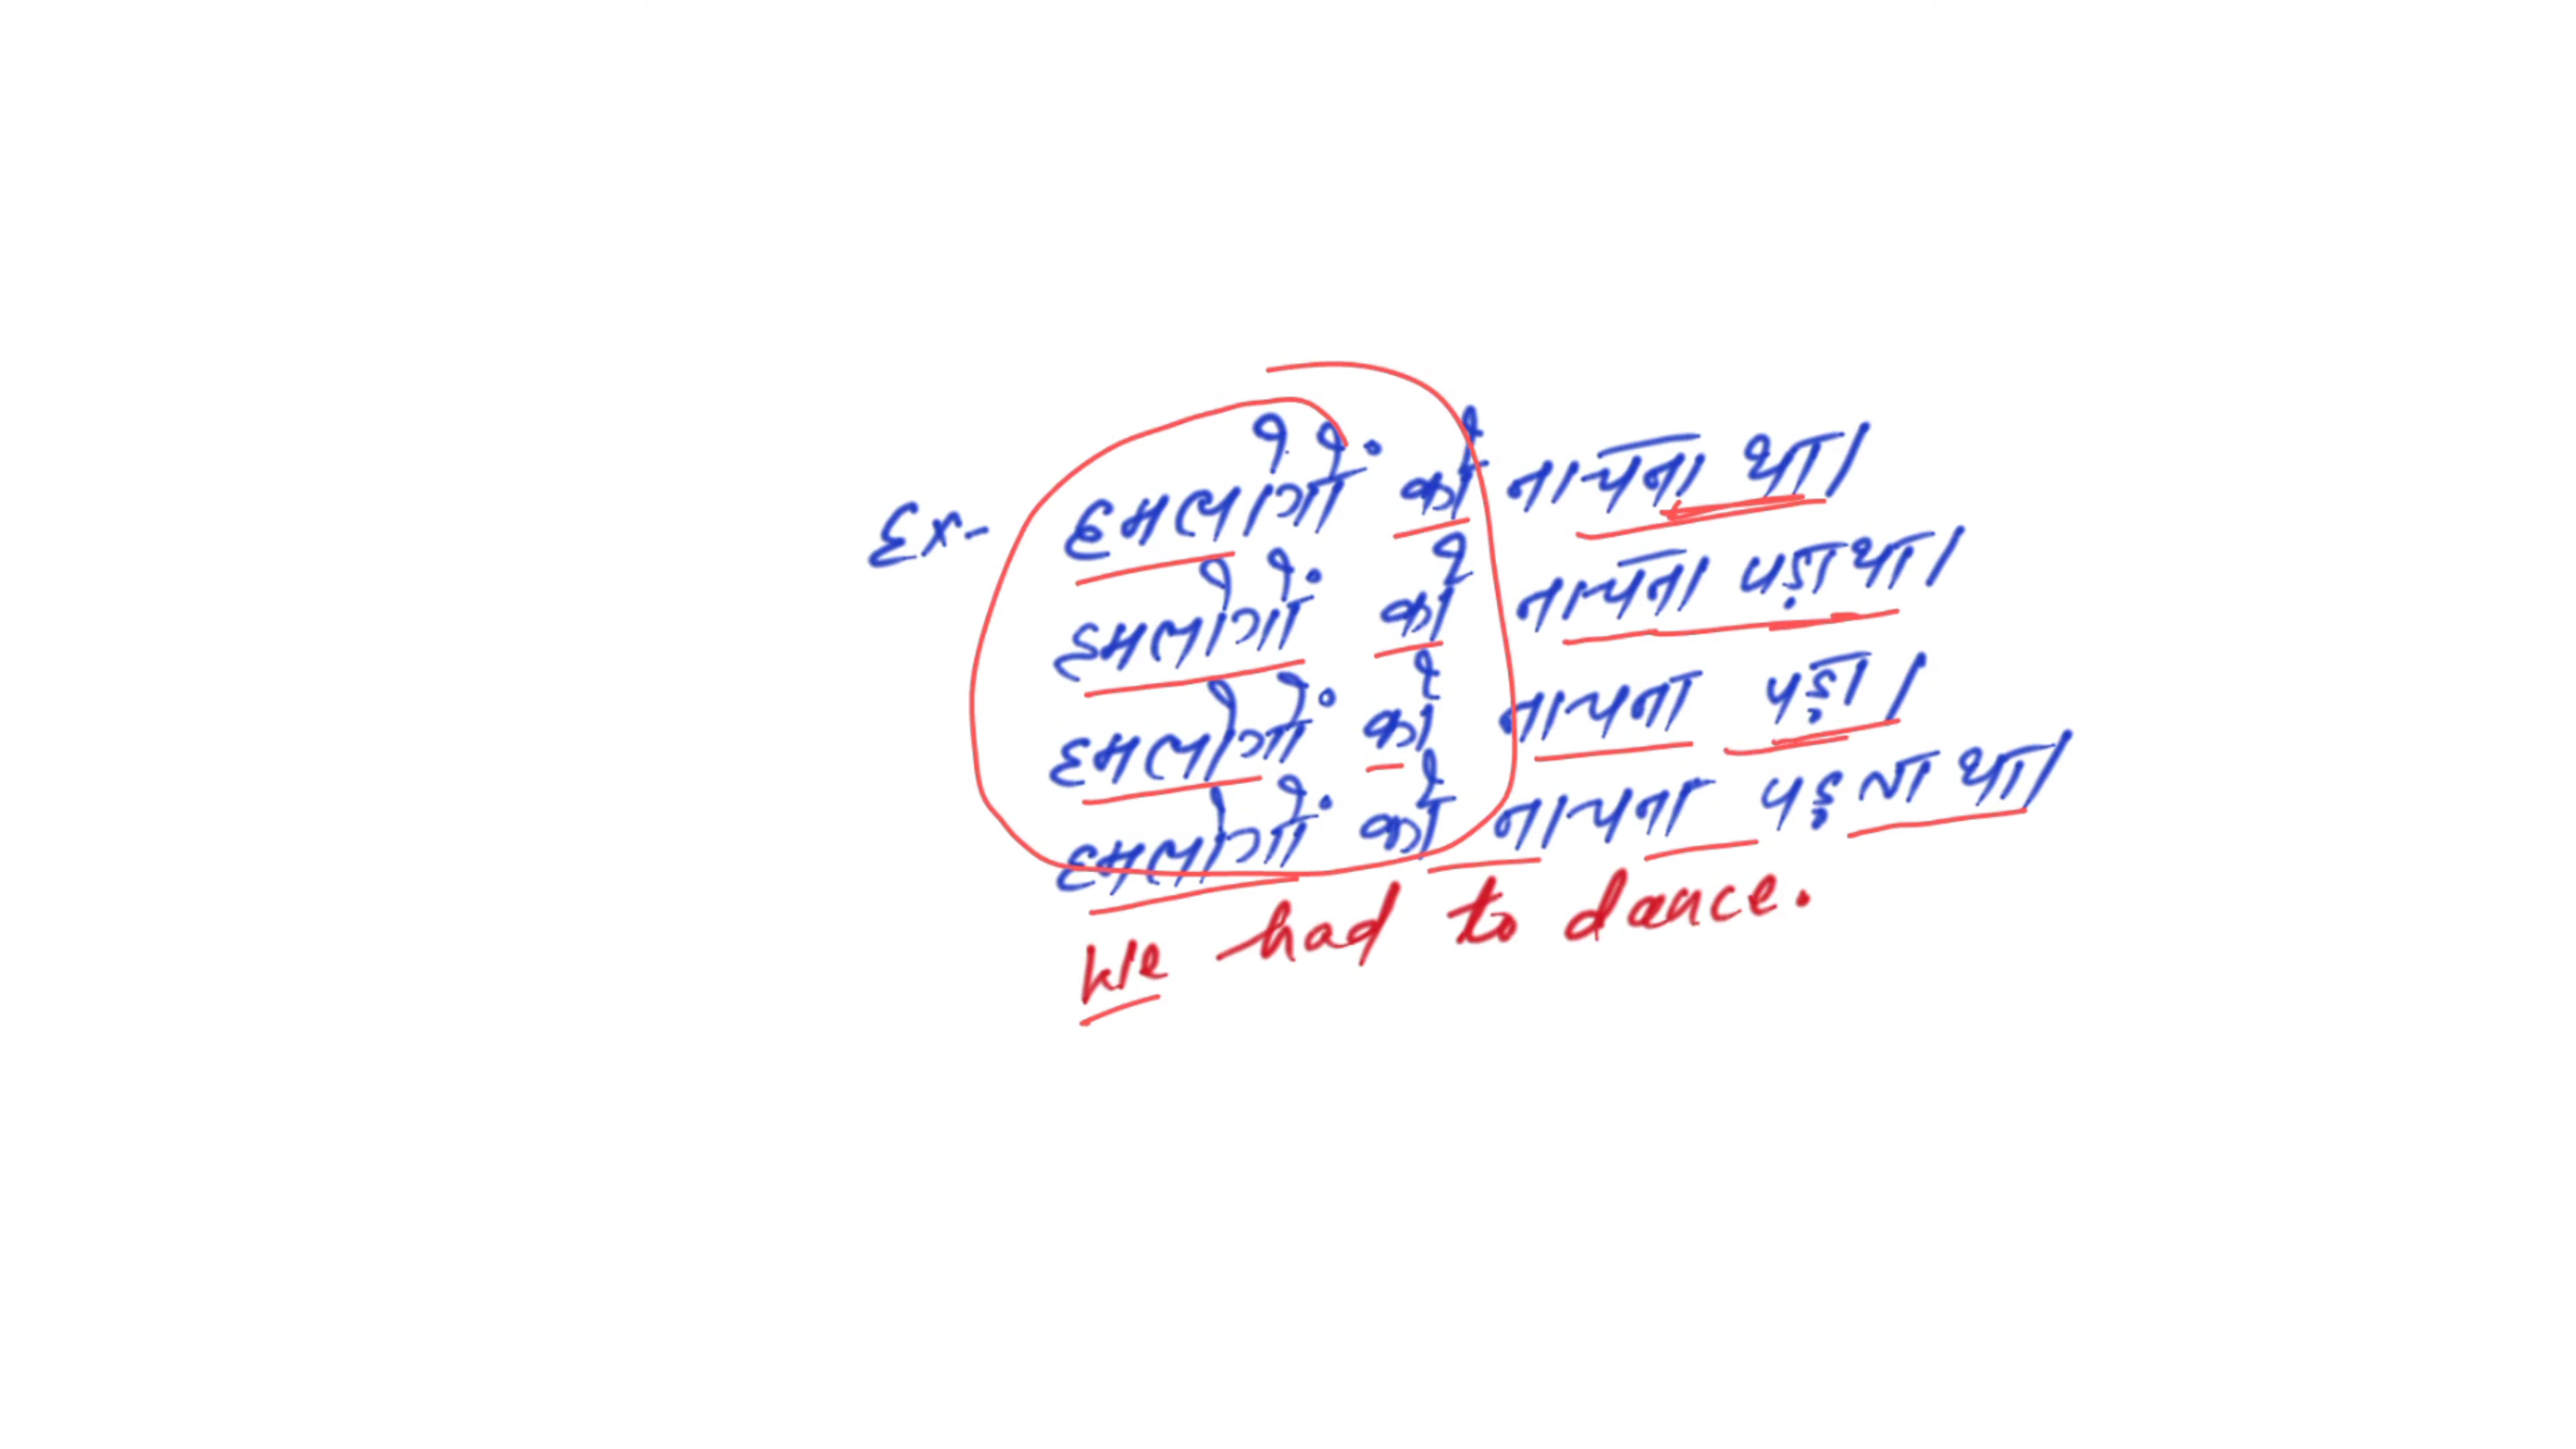 Ex- हमलोगों को नाचना था।
हमलोगों को नाचना पड़ा था।
हमलोगों को नाचना पड़ा।
हमलोगों को नाचना पड़ता था।
We had to dance.